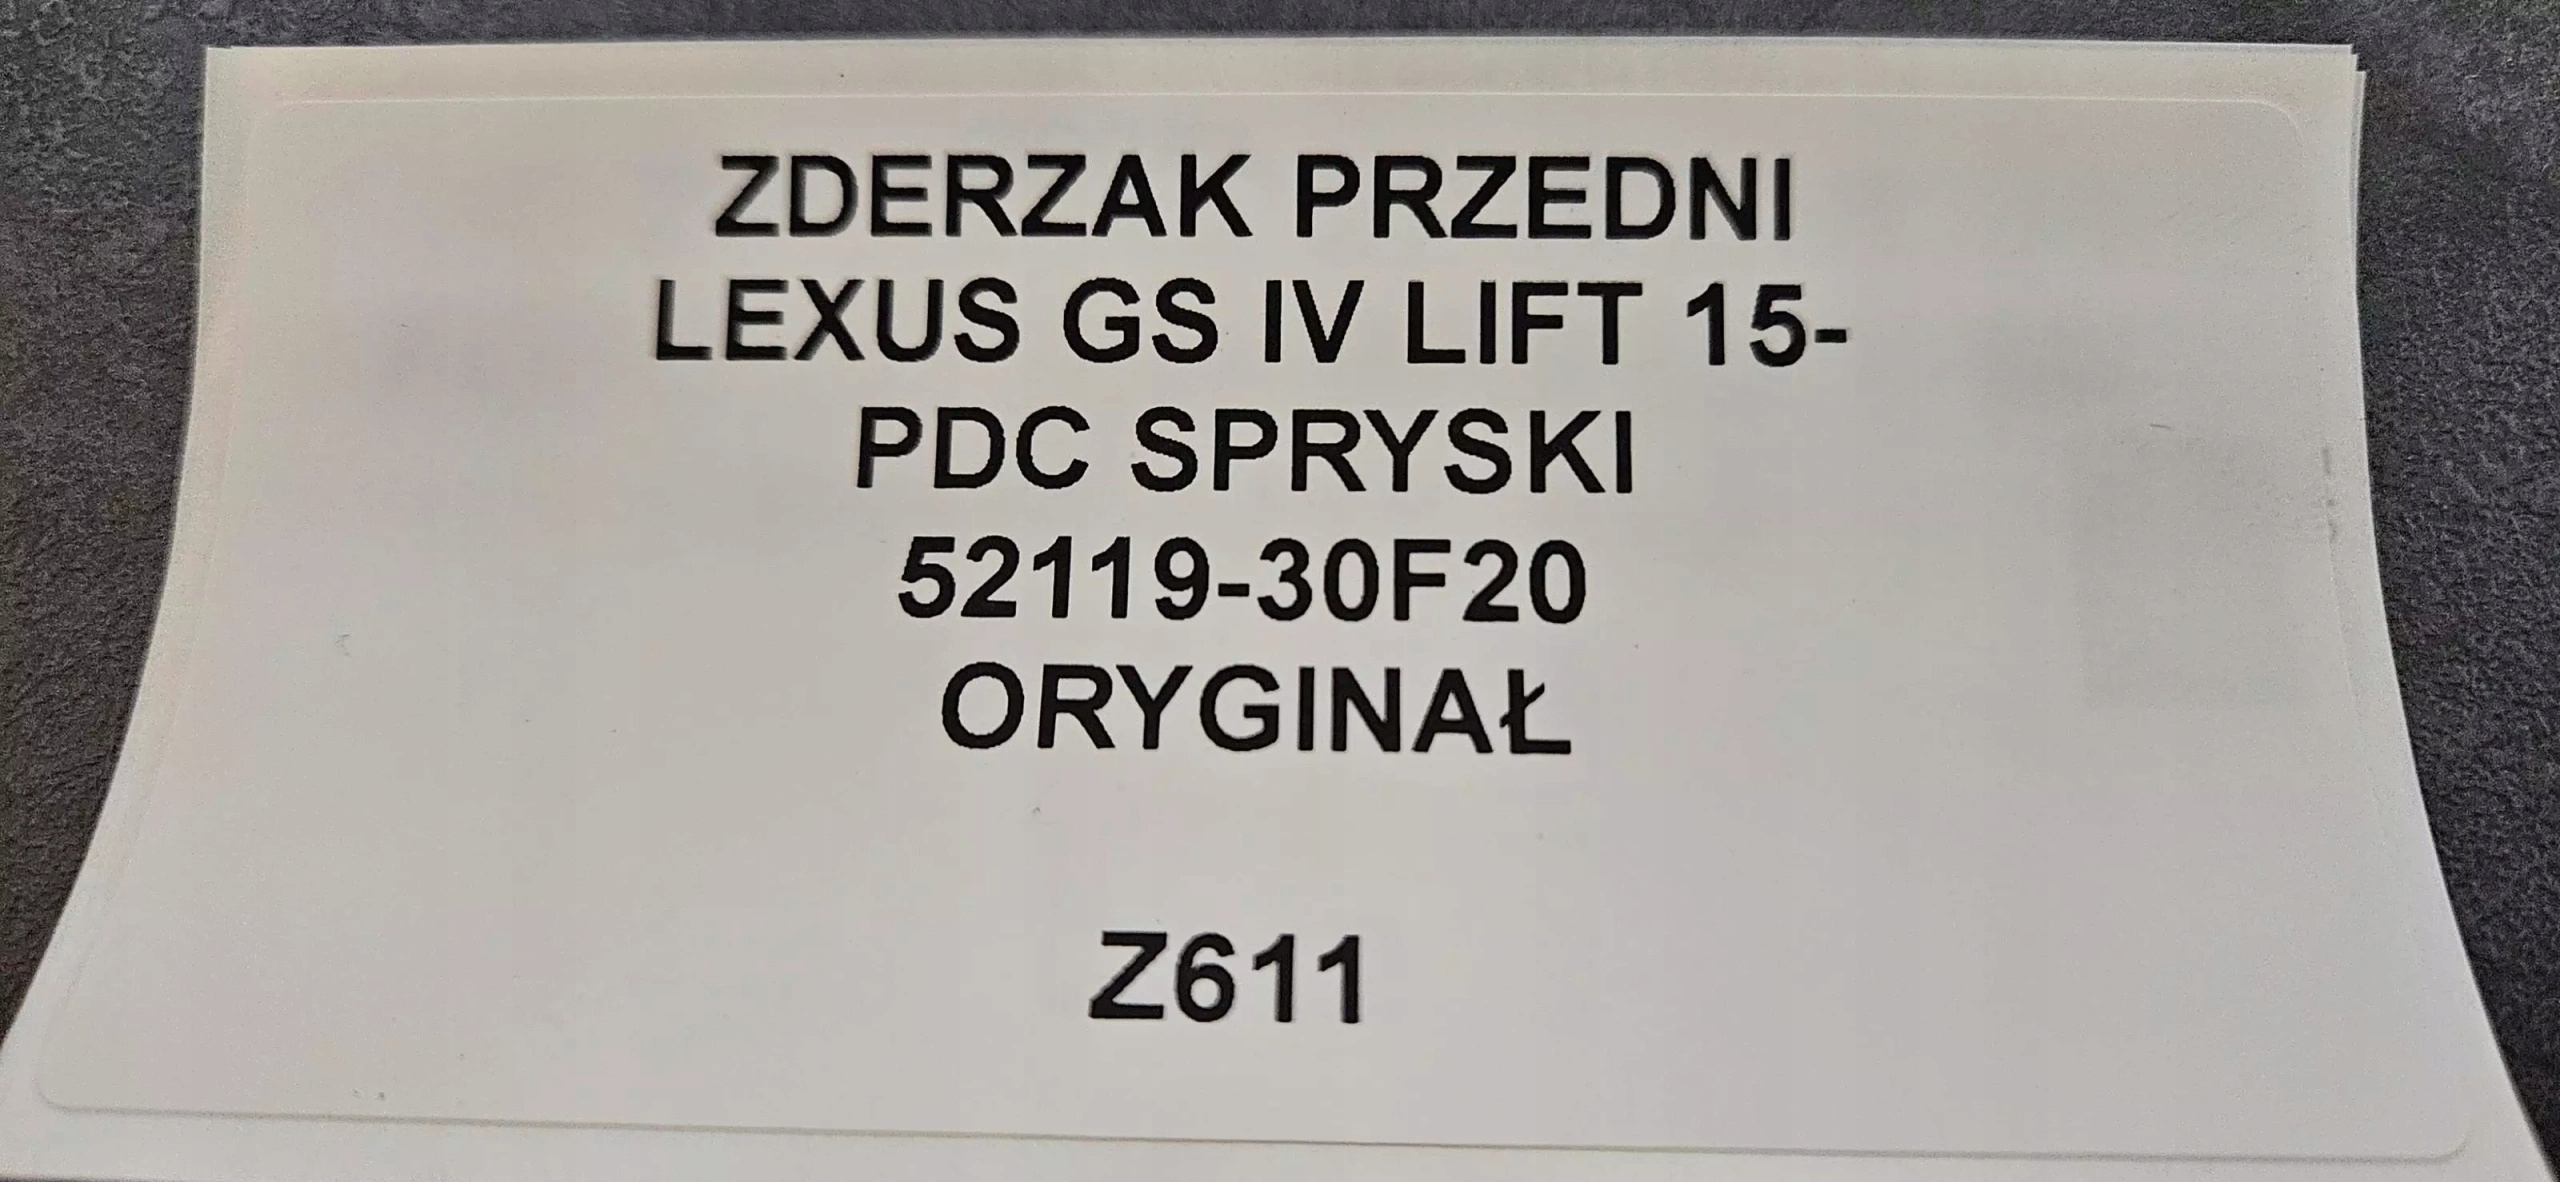 ZDERZAK PRZEDNI
LEXUS GS IV LIFT 15-
PDC SPRYSKI
52119-30F20
ORYGINAŁ
Z611